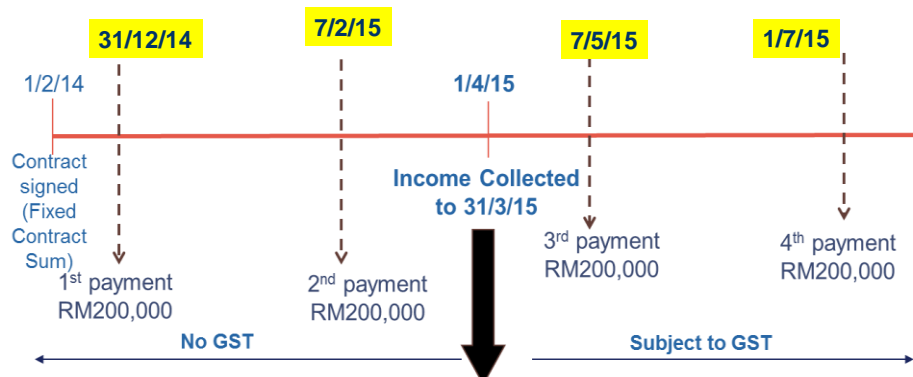 31/12/14
7/2/15
7/5/15
1/7/15
1/2/14
1/4/15
Contract
signed
(Fixed
Contract
Sum)
Income Collected
to 31/3/15
1st payment
RM200,000
2nd payment
RM200,000
3rd payment
RM200,000
4th payment
RM200,000
No GST
Subject to GST